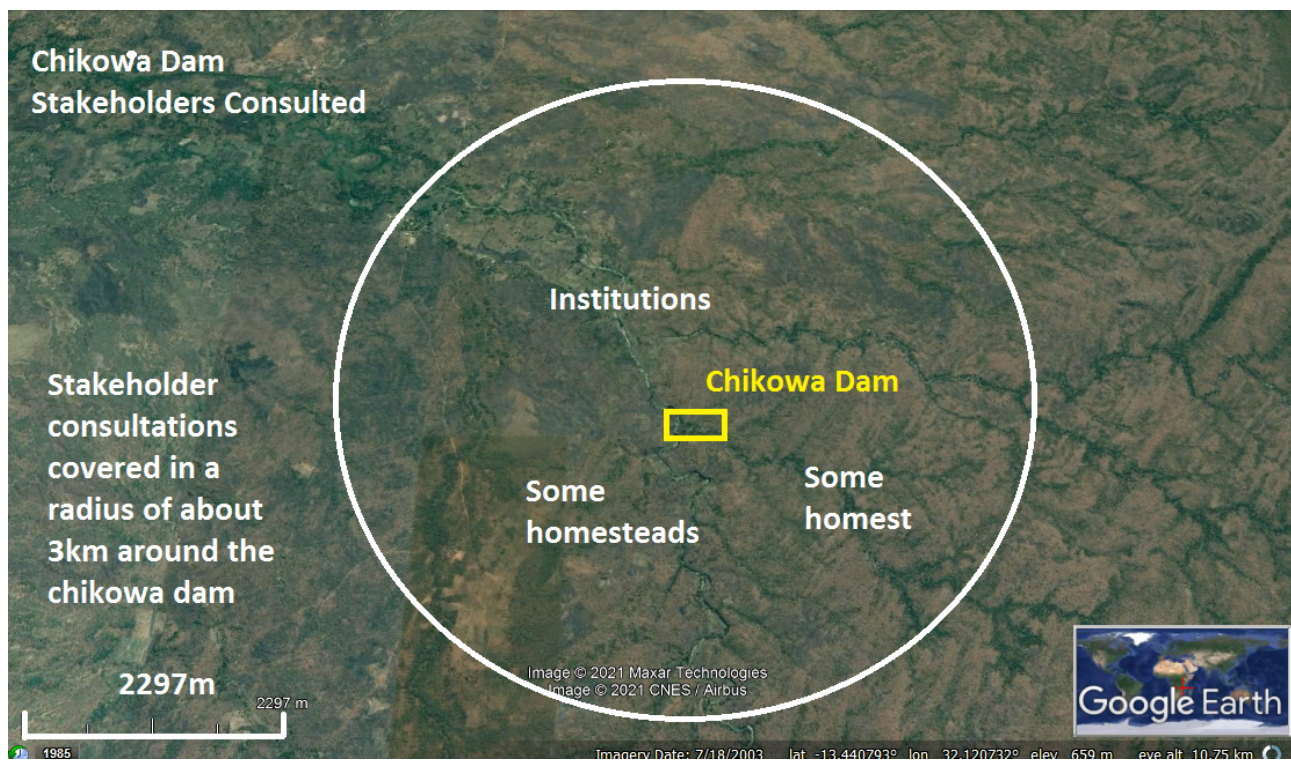 Chikowa Dam
Stakeholders Consulted
Institutions
Chikowa Dam
Stakeholder
consultations
covered in a
radius of about
3km around the
chikowa dam
Some
homesteads
Some
homest
Image © 2021 Maxar Technologies
Image © 2021 CNES / Airbus
2297m
2297 m
Google Earth
1985
Imagery Date: 7/18/2003 lat -13.440793° lon 32.120732° elev 659 m eye alt 10.75 km